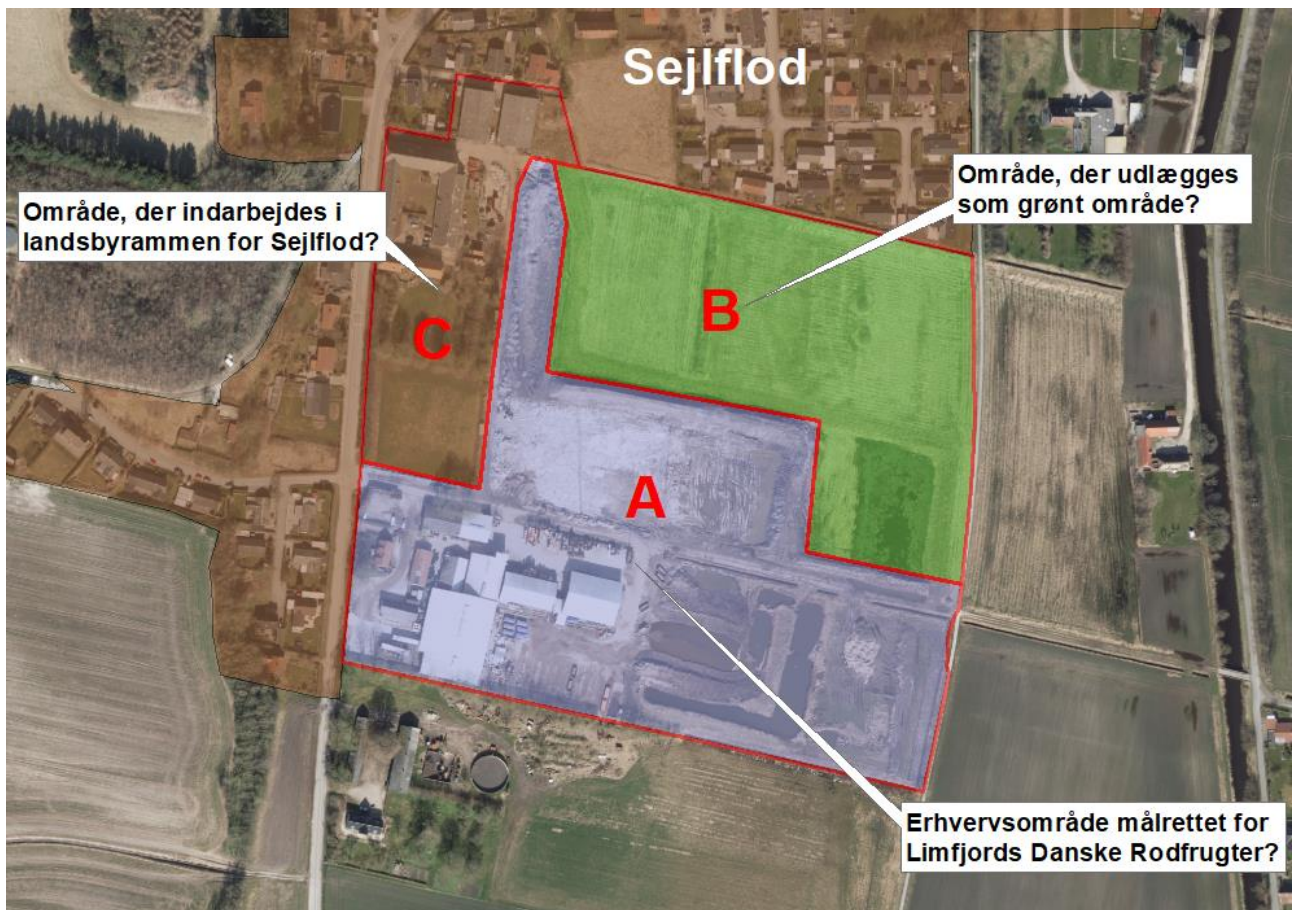 Sejlflod
Område, der udlægges
som grønt område?
Område, der indarbejdes i
landsbyrammen for Sejlflod?
B
C
A
Erhvervsområde målrettet for
Limfjords Danske Rodfrugter?